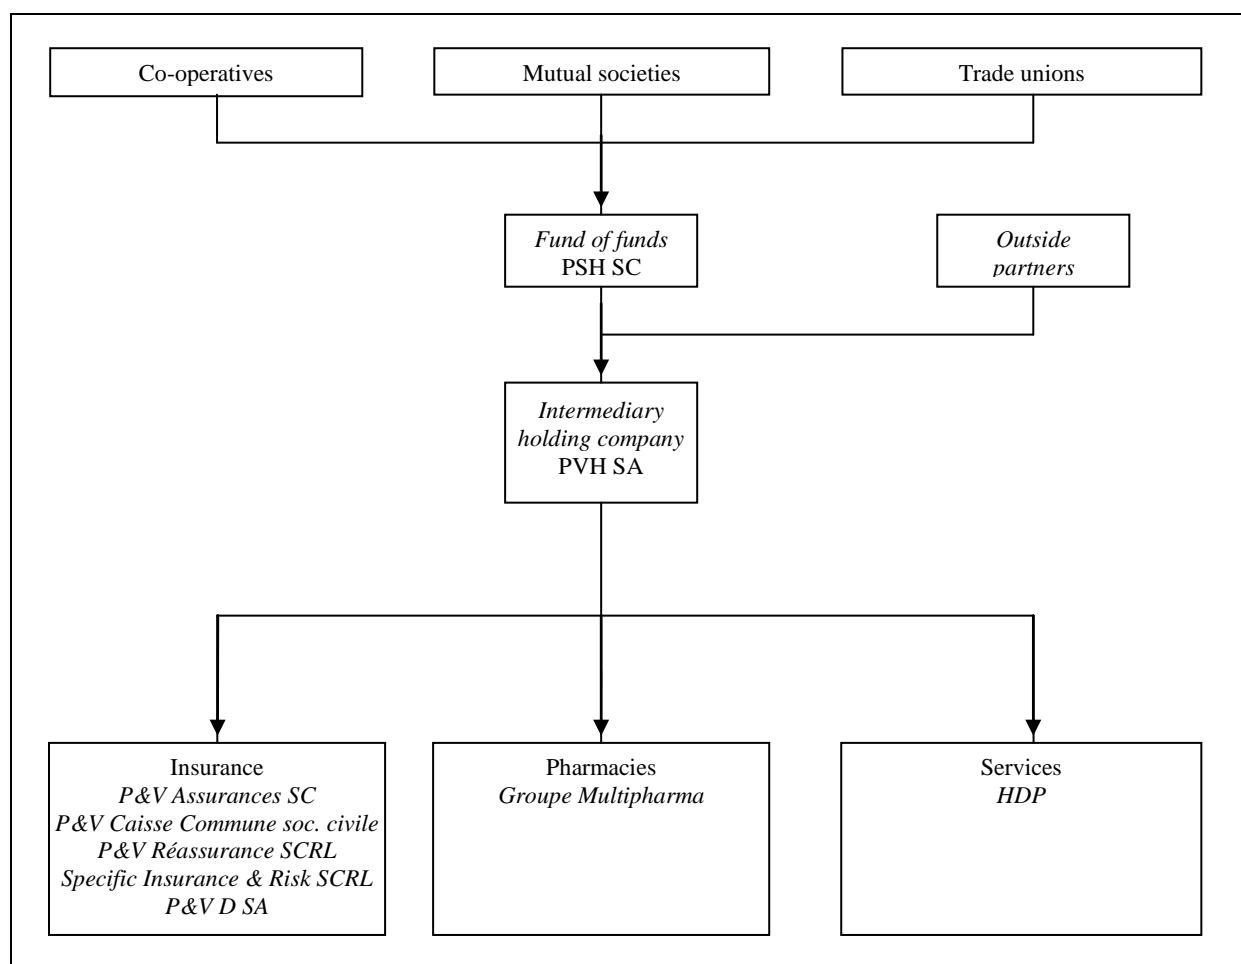 Co-operatives
Mutual societies
Trade unions
Fund of funds
PSH SC
Outside
partners
Intermediary
holding company
PVH SA
Insurance
P&V Assurances SC
P&V Caisse Commune soc. civile
P&V Réassurance SCRL
Specific Insurance & Risk SCRL
P&V D SA
Pharmacies
Groupe Multipharma
Services
HDP